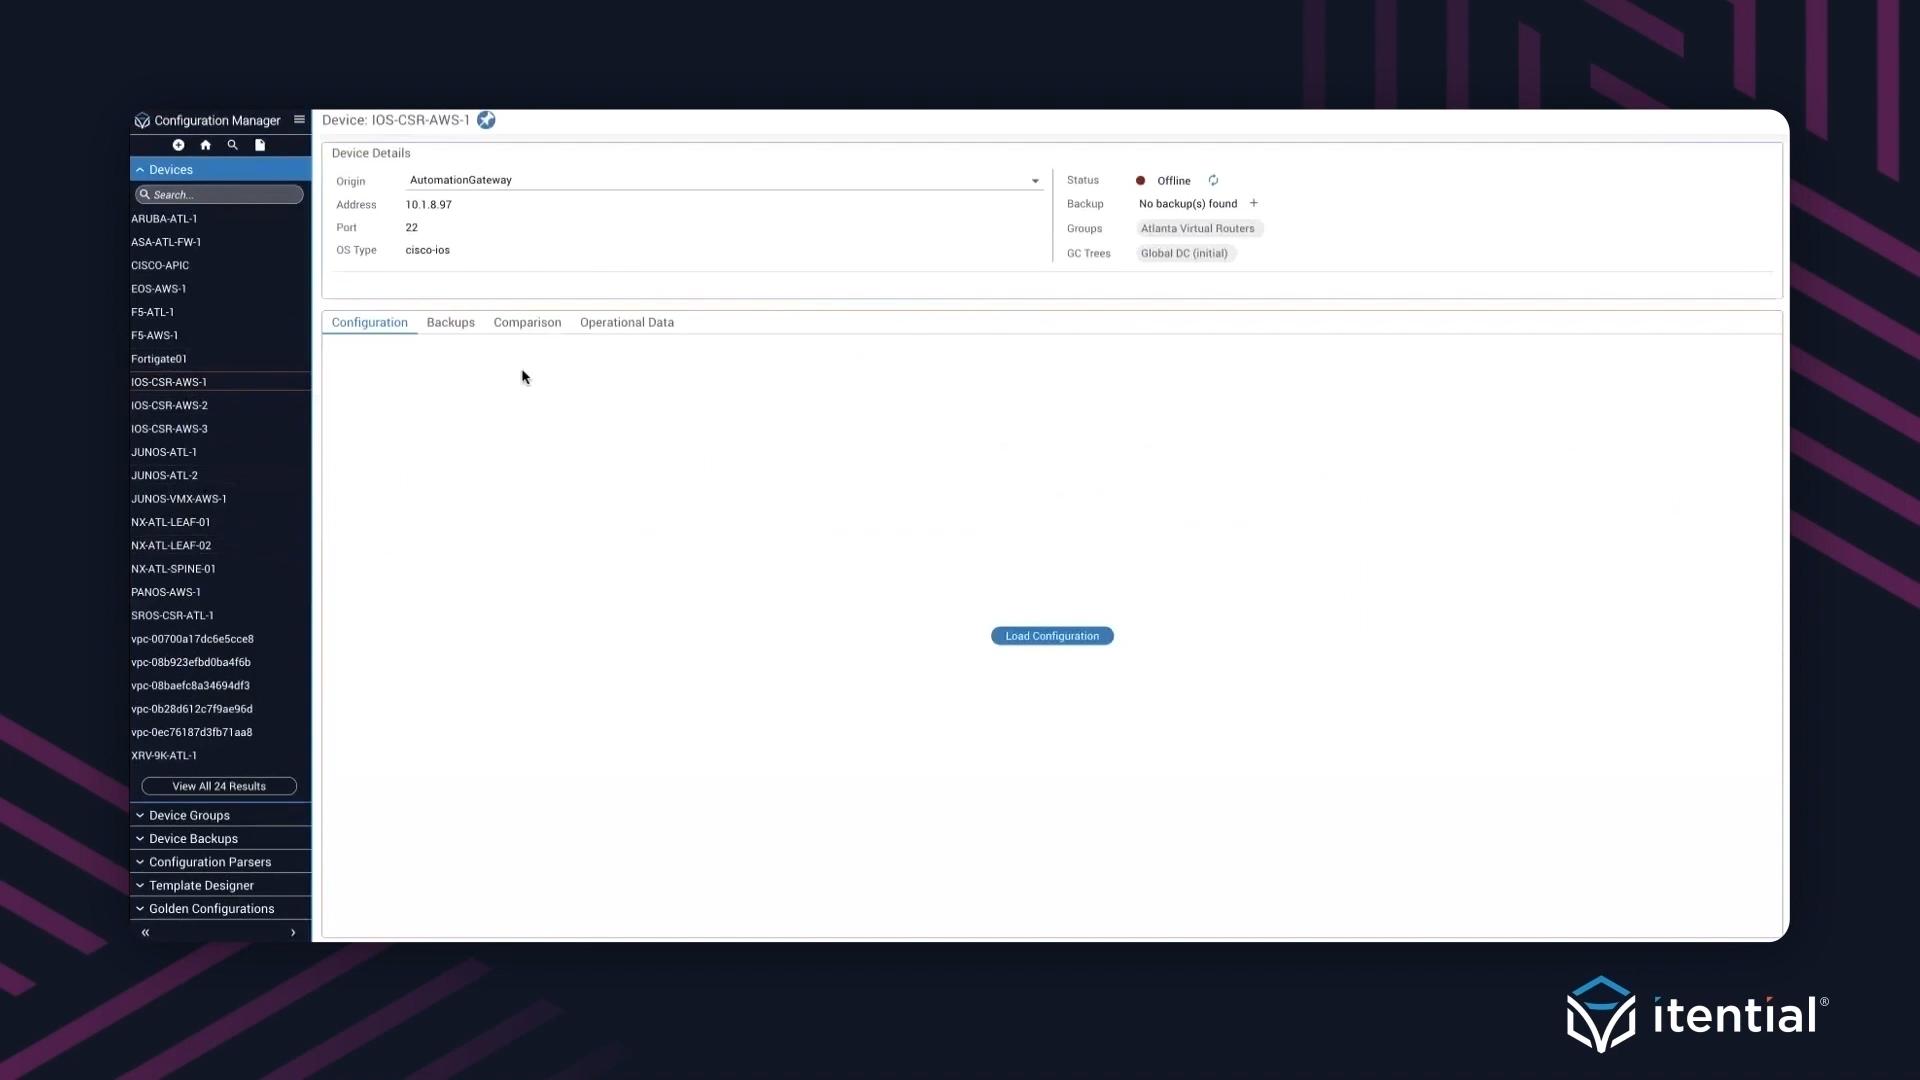 Configuration Manager
Devices
Search...
ARUBA-ATL-1
ASA-ATL-FW-1
CISCO-APIC
EOS-AWS-1
F5-ATL-1
F5-AWS-1
Fortigate01
IOS-CSR-AWS-1
IOS-CSR-AWS-2
IOS-CSR-AWS-3
JUNOS-ATL-1
JUNOS-ATL-2
JUNOS-VMX-AWS-1
NX-ATL-LEAF-01
NX-ATL-LEAF-02
NX-ATL-SPINE-01
PANOS-AWS-1
SROS-CSR-ATL-1
vpc-00700a17dc6e5cce8
vpc-08b923efbd0ba4f6b
vpc-08baefc8a34694df3
vpc-0b28d612c7f9ae96d
vpc-0ec76187d3fb71aa8
XRV-9K-ATL-1
View All 24 Results
Device Groups
Device Backups
Configuration Parsers
Template Designer
Golden Configurations
Device: IOS-CSR-AWS-1
Device Details
Origin AutomationGateway
Address 10.1.8.97
Port 22
OS Type cisco-ios
Status Offline
Backup No backup(s) found +
Groups Atlanta Virtual Routers
GC Trees Global DC (initial)
Configuration Backups Comparison Operational Data
Load Configuration
itential®